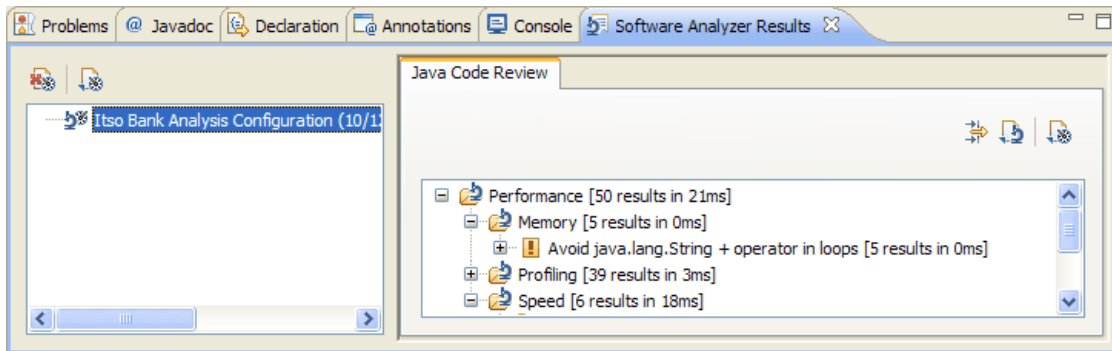 Problems @ Javadoc Declaration Annotations Console Software Analyzer Results
Java Code Review
Itso Bank Analysis Configuration (10/1
Performance [50 results in 21ms]
Memory [5 results in 0ms]
Avoid java.lang.String + operator in loops [5 results in 0ms]
Profiling [39 results in 3ms]
Speed [6 results in 18ms]